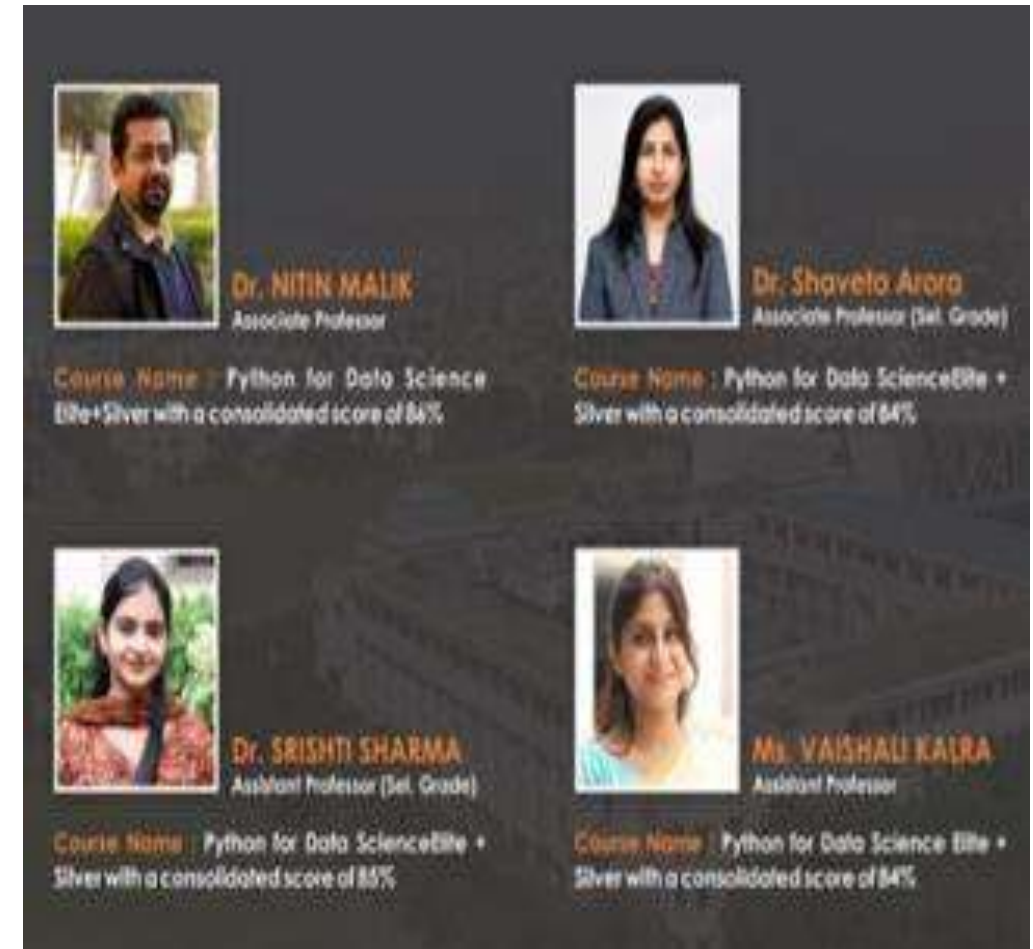 Dr. NITIN MALIK
Associate Professor
Course Name : Python for Data Science
Elite+Silver with a consolidated score of 86%
Dr. Shaveta Arora
Associate Professor (Sel. Grade)
Course Name : Python for Data ScienceElite +
Silver with a consolidated score of 84%
Dr. SRISHTI SHARMA
Assistant Professor (Sel. Grade)
Course Name : Python for Data ScienceElite +
Silver with a consolidated score of 85%
Ms. VAISHALI KALRA
Assistant Professor
Course Name : Python for Data Science Elite +
Silver with a consolidated score of 84%